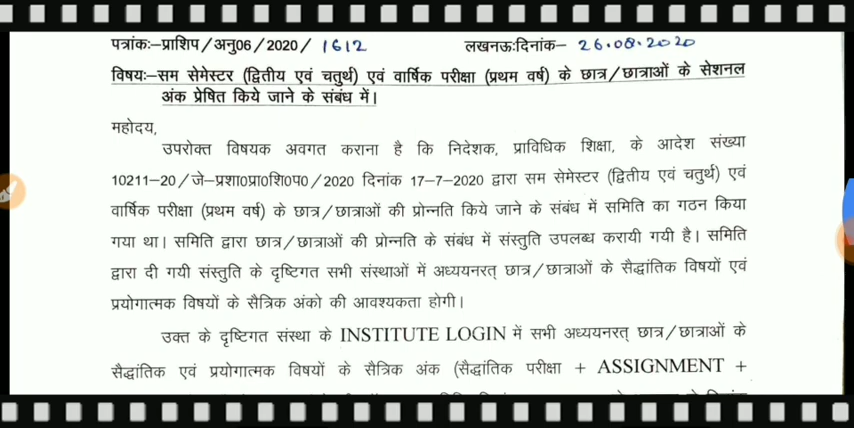 पत्रांकः–प्राशिप/अनु06/2020/1612 लखनऊःदिनांक– 26.08.2020
विषयः–सम सेमेस्टर (द्वितीय एवं चतुर्थ) एवं वार्षिक परीक्षा (प्रथम वर्ष) के छात्र/छात्राओं के सेशनल
अंक प्रेषित किये जाने के संबंध में।
महोदय,
उपरोक्त विषयक अवगत कराना है कि निदेशक, प्राविधिक शिक्षा, के आदेश संख्या
10211–20/जे–प्रशा0प्रा0शि0प0/2020 दिनांक 17-7-2020 द्वारा सम सेमेस्टर (द्वितीय एवं चतुर्थ) एवं
वार्षिक परीक्षा (प्रथम वर्ष) के छात्र/छात्राओं की प्रोन्नति किये जाने के संबंध में समिति का गठन किया
गया था। समिति द्वारा छात्र/छात्राओं की प्रोन्नति के संबंध में संस्तुति उपलब्ध करायी गयी है। समिति
द्वारा दी गयी संस्तुति के दृष्टिगत सभी संस्थाओं में अध्ययनरत् छात्र/छात्राओं के सैद्धांतिक विषयों एवं
प्रयोगात्मक विषयों के सैत्रिक अंको की आवश्यकता होगी।
उक्त के दृष्टिगत संस्था के INSTITUTE LOGIN में सभी अध्ययनरत् छात्र/छात्राओं के
सैद्धांतिक एवं प्रयोगात्मक विषयों के सैत्रिक अंक (सैद्धांतिक परीक्षा + ASSIGNMENT +